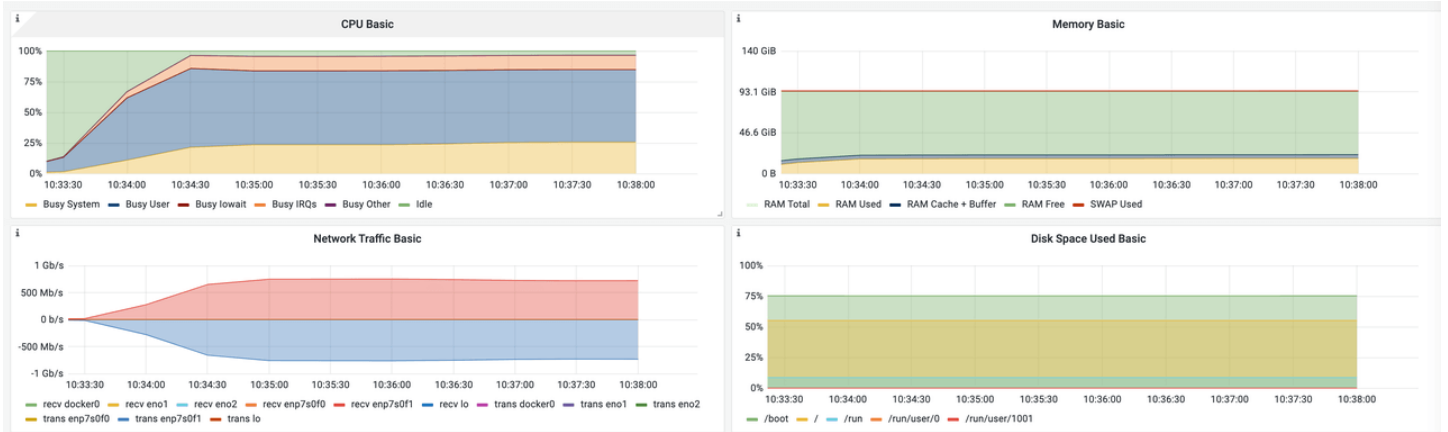 CPU Basic
100%
75%
50%
25%
0%
10:33:30 10:34:00 10:34:30 10:35:00 10:35:30 10:36:00 10:36:30 10:37:00 10:37:30 10:38:00
Busy System Busy User Busy Iowait Busy IRQs Busy Other Idle
Memory Basic
140 GiB
93.1 GiB
46.6 GiB
0 B
10:33:30 10:34:00 10:34:30 10:35:00 10:35:30 10:36:00 10:36:30 10:37:00 10:37:30 10:38:00
RAM Total RAM Used RAM Cache + Buffer RAM Free SWAP Used
Network Traffic Basic
1 Gb/s
500 Mb/s
0 b/s
-500 Mb/s
-1 Gb/s
10:33:30 10:34:00 10:34:30 10:35:00 10:35:30 10:36:00 10:36:30 10:37:00 10:37:30 10:38:00
recv docker0 recv eno1 recv eno2 recv enp7s0f0 recv enp7s0f1 recv lo trans docker0 trans eno1 trans eno2
trans enp7s0f0 trans enp7s0f1 trans lo
Disk Space Used Basic
100%
75%
50%
25%
0%
10:33:30 10:34:00 10:34:30 10:35:00 10:35:30 10:36:00 10:36:30 10:37:00 10:37:30 10:38:00
/boot / /run /run/user/0 /run/user/1001